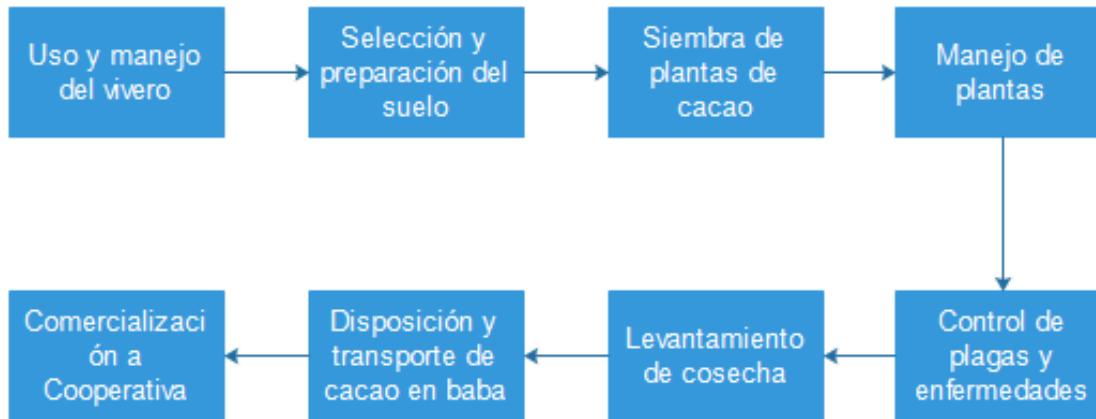 Uso y manejo
del vivero
Selección y
preparación del
suelo
Siembra de
plantas de
cacao
Manejo de
plantas
Control de
plagas y
enfermedades
Levantamiento
de cosecha
Disposición y
transporte de
cacao en baba
Comercializaci
ón a
Cooperativa